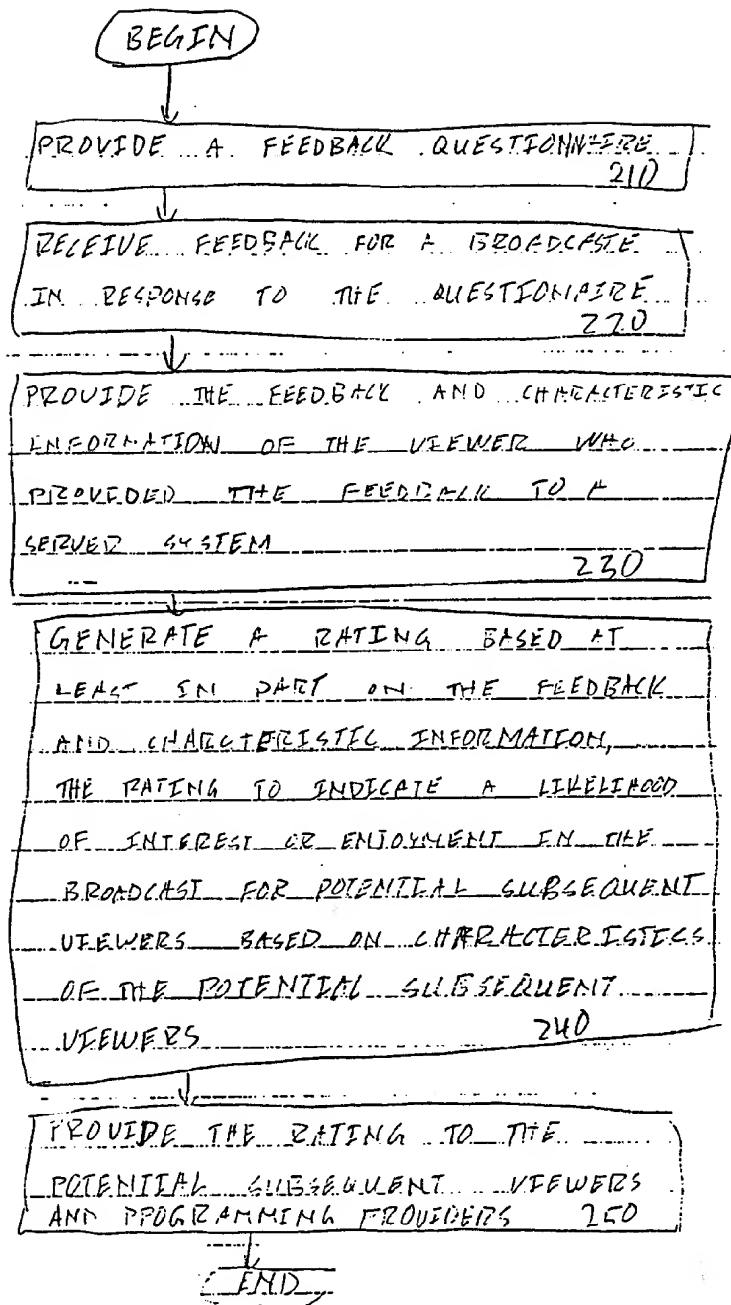 BEGIN
PROVIDE A FEEDBACK QUESTIONNAIRE
210
RECEIVE FEEDBACK FOR A BROADCASTE
IN RESPONSE TO THE QUESTIONAIRE
220
PROVIDE THE FEEDBACK AND CHARACTERISTIC
INFORMATION OF THE VIEWER WHO
PROVIDED THE FEEDBACK TO A
SERVER SYSTEM
230
GENERATE A RATING BASED AT
LEAST IN PART ON THE FEEDBACK
AND CHARCTERISTIC INFORMATION,
THE RATING TO INDICATE A LIKELIHOOD
OF INTEREST OR ENJOYMENT IN THE
BROADCAST FOR POTENTIAL SUBSEQUENT
VIEWERS BASED ON CHARACTERISTICS
OF THE POTENTIAL SUBSEQUENT
VIEWERS 240
PROVIDE THE RATING TO THE
POTENTIAL SUBSEQUENT VIEWERS
AND PROGRAMMING PROVIDERS 250
END